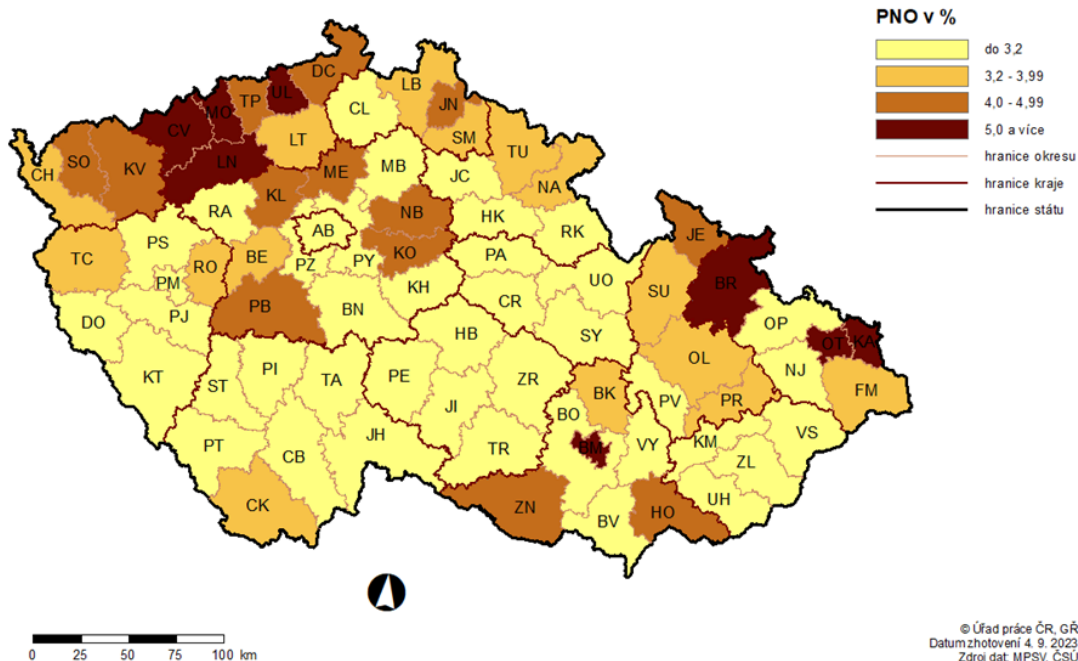 PNO v %
do 3,2
3,2 - 3,99
4,0 - 4,99
5,0 a více
hranice okresu
hranice kraje
hranice státu
DC
UL
TP
MO
LB
JN
CL
CV
LT
SM
SO
KV
LN
TU
CH
ME
MB
JC
NA
KL
RA
NB
HK
AB
RK
JE
PS
BE
KO
PA
TC
RO
PZ
PY
UO
SU
BR
PM
KH
CR
PB
BN
OP
DO
PJ
HB
SY
OT
KA
OL
KT
ST
PI
TA
PE
ZR
BK
NJ
FM
JI
BO
PV
PR
PT
CB
JH
TR
BM
VY
KM
VS
ZL
CK
ZN
BV
HO
UH
0 25 50 75 100 km
© Úřad práce ČR, GŘ
Datum zhotovení 4. 9. 2023
Zdroj dat: MPSV, ČSÚ